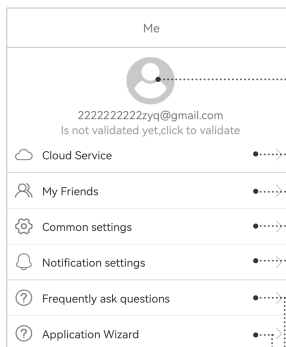 Me
2222222222zyq@gmail.com
Is not validated yet,click to validate
Cloud Service
My Friends
Common settings
Notification settings
Frequently ask questions
Application Wizard